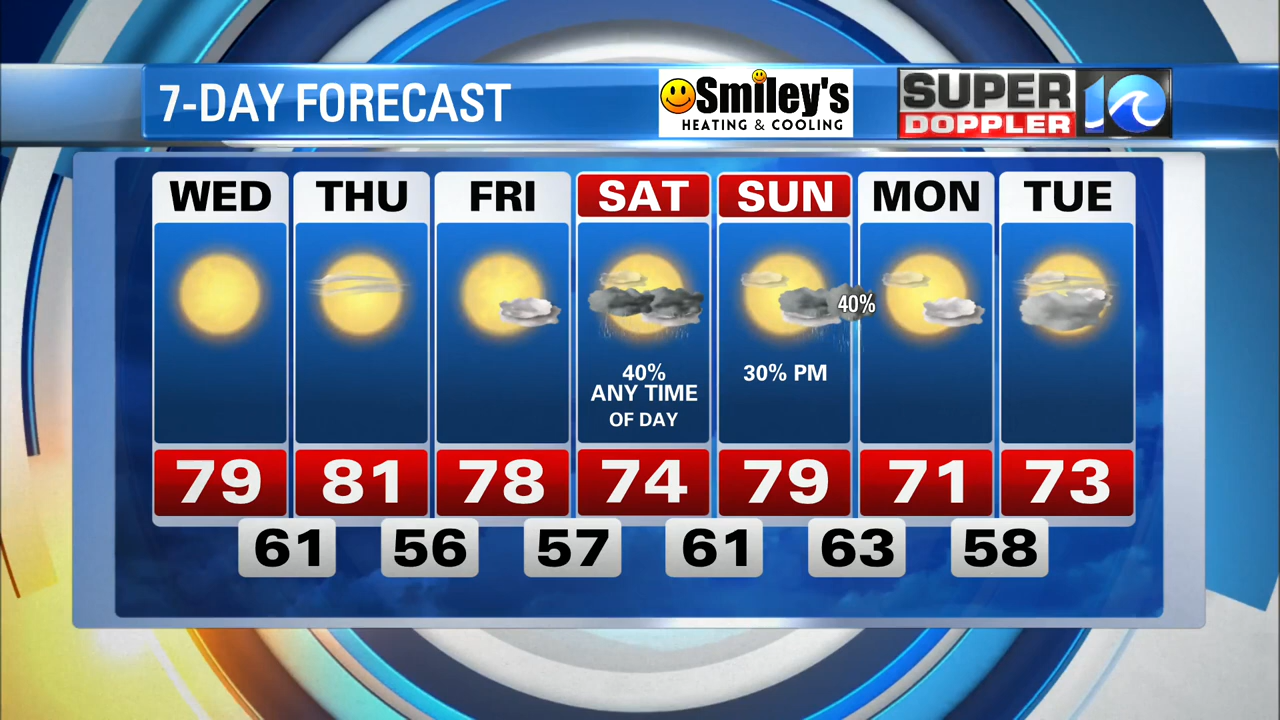 7-DAY FORECAST
Smiley's
HEATING & COOLING
SUPER
DOPPLER
10
WED THU FRI SAT SUN MON TUE
40%
40%
ANY TIME
OF DAY
30% PM
79 81 78 74 79 71 73
61 56 57 61 63 58